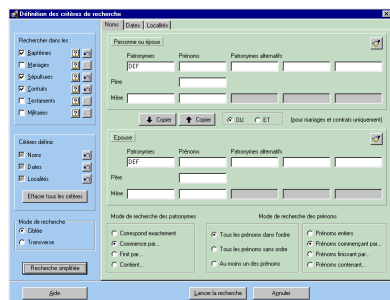 Définition des critères de recherche
Noms Dates Localités
Rechercher dans les :
Baptêmes
Mariages
Sépultures
Contrats
Testaments
Militaires
Critères définis
Noms
Dates
Localités
Effacer tous les critères
Mode de recherche
Ciblée
Transverse
Recherche simplifiée
Personne ou époux
Patronymes Prénoms Patronymes alternatifs
DEF
Père
Mère
Copier Copier OU ET (pour mariages et contrats uniquement)
Epouse
Patronymes Prénoms Patronymes alternatifs
DEF
Père
Mère
Mode de recherche des patronymes
Correspond exactement
Commence par...
Finit par...
Contient...
Mode de recherche des prénoms
Tous les prénoms dans l'ordre
Tous les prénoms sans ordre
Au moins un des prénoms
Prénoms entiers
Prénoms commençant par...
Prénoms finissant par...
Prénoms contenant...
Aide Lancer la recherche Annuler